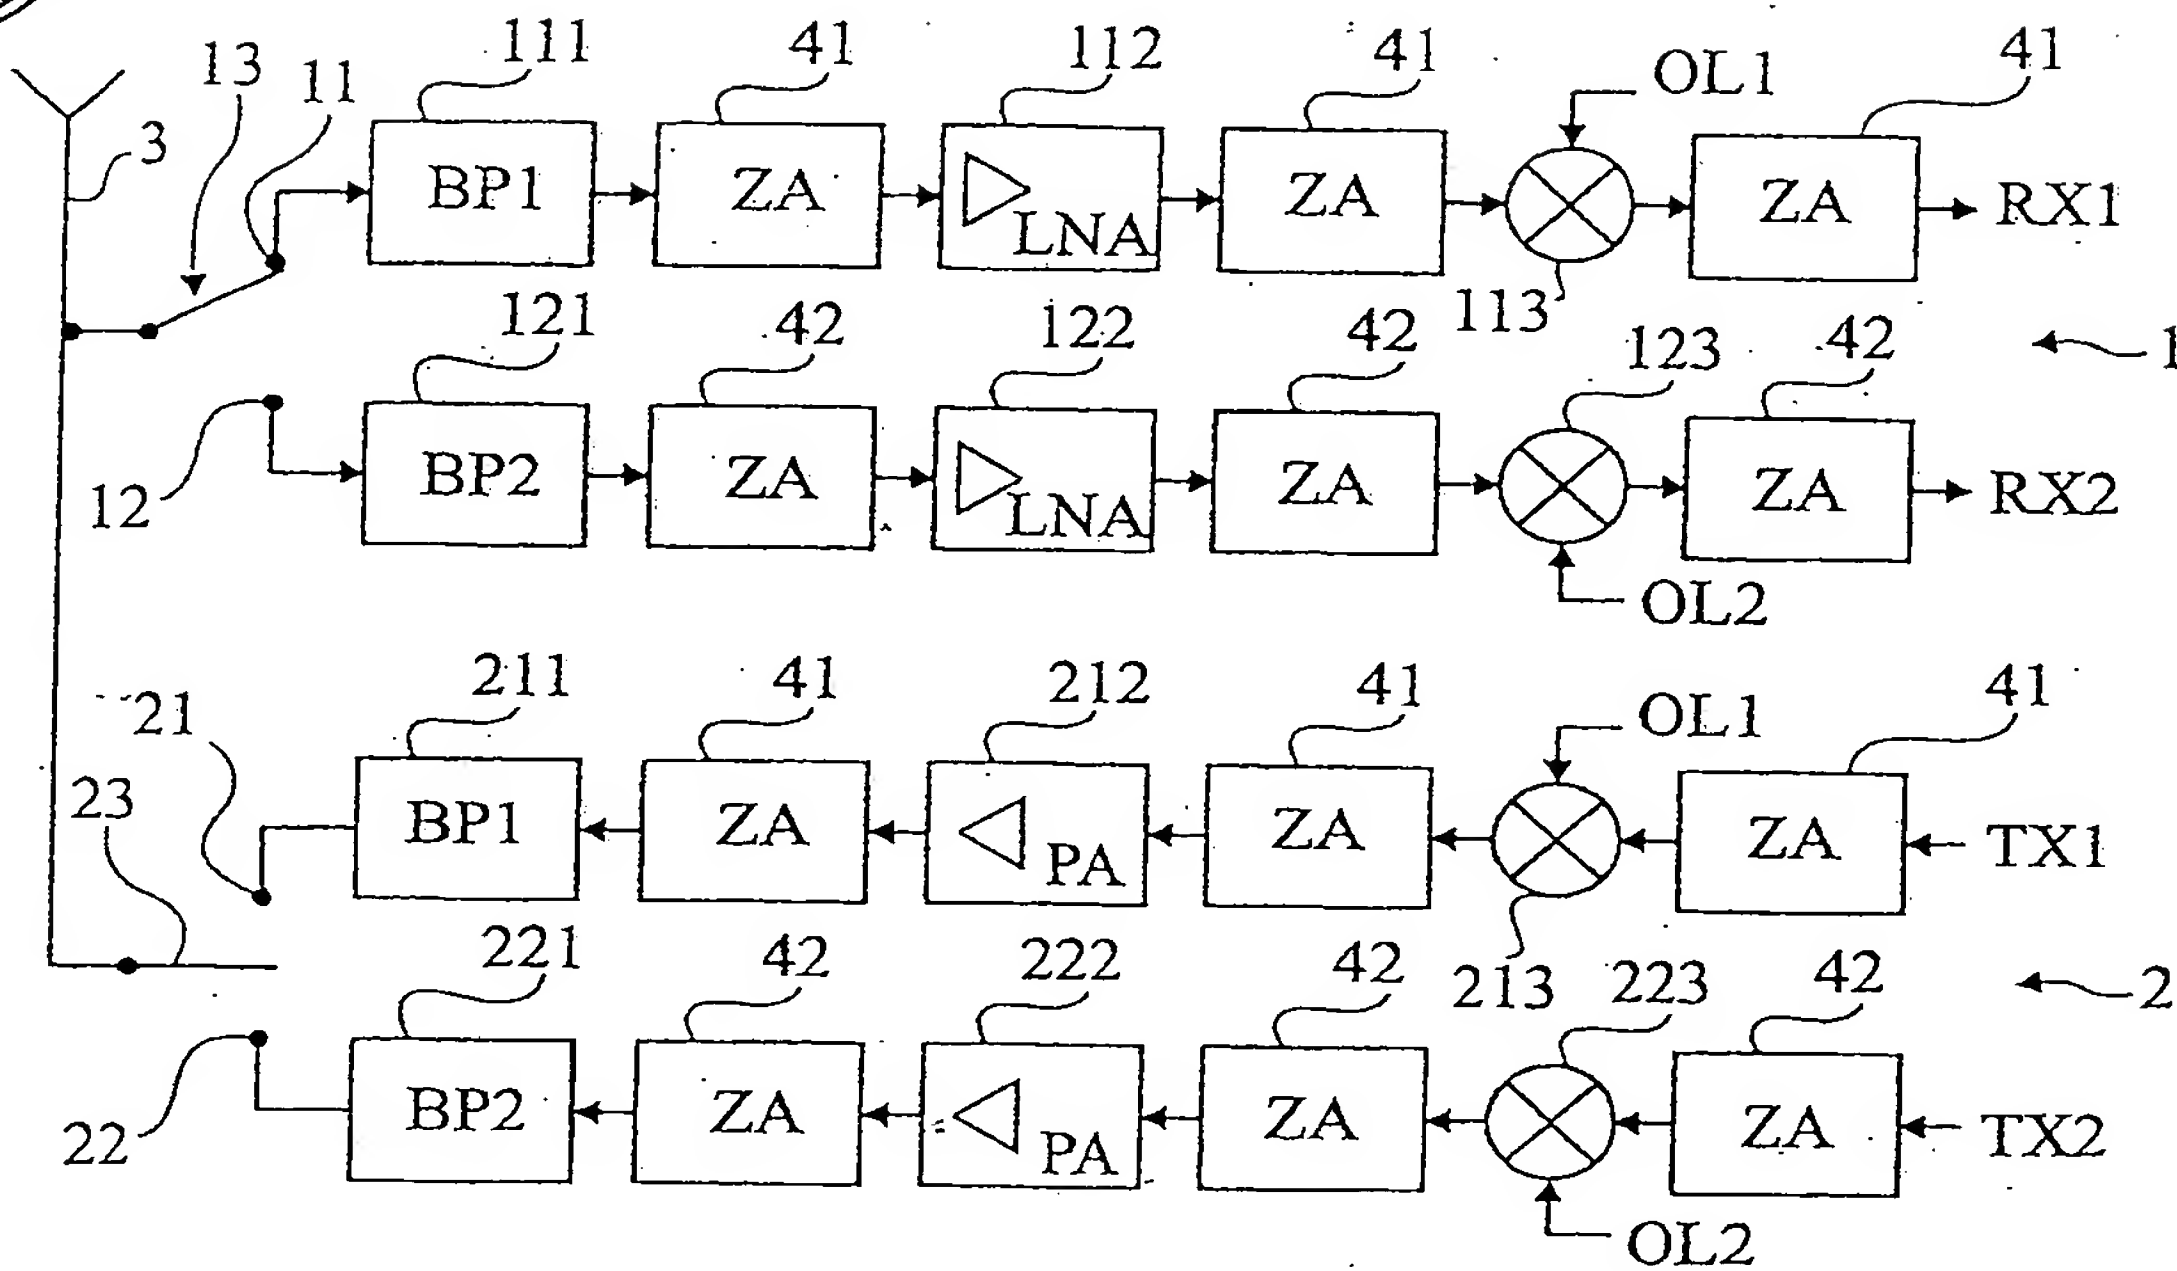 13 11 111 41 112 41 OL1 41
3
BP1 ZA LNA ZA ZA RX1
113
121 42 122 42 123 42 1
12
BP2 ZA LNA ZA ZA RX2
OL2
21 211 41 212 41 OL1 41
23
BP1 ZA PA ZA ZA TX1
213
221 42 222 42 223 42 2
22
BP2 ZA PA ZA ZA TX2
OL2